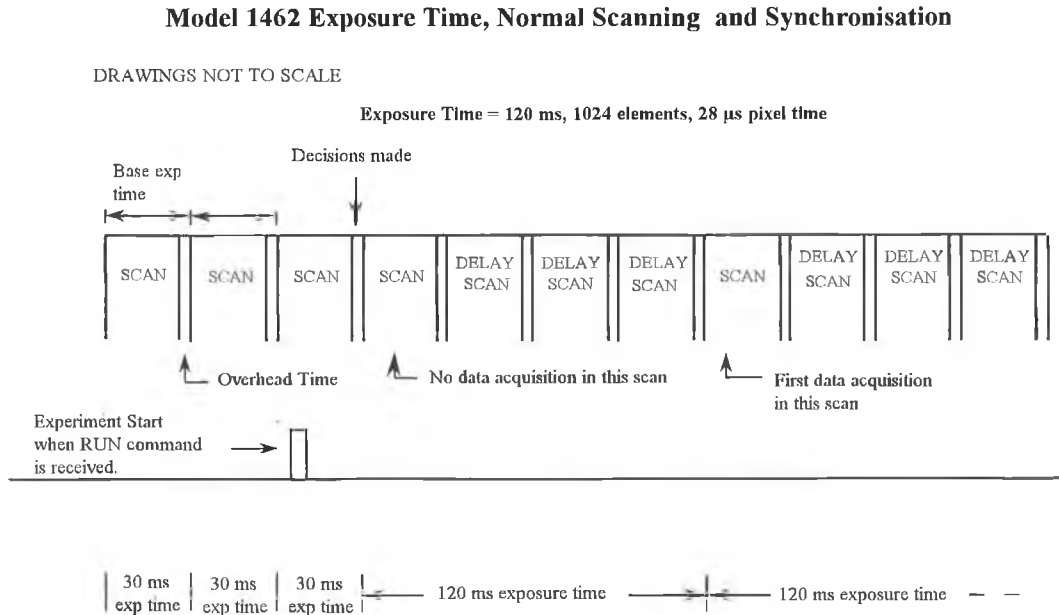 Model 1462 Exposure Time, Normal Scanning and Synchronisation
DRAWINGS NOT TO SCALE
Exposure Time = 120 ms, 1024 elements, 28 µs pixel time
Decisions made
Base exp
time
SCAN
SCAN
SCAN
SCAN
DELAY
SCAN
DELAY
SCAN
DELAY
SCAN
SCAN
DELAY
SCAN
DELAY
SCAN
DELAY
SCAN
Overhead Time
No data acquisition in this scan
First data acquisition
in this scan
Experiment Start
when RUN command
is received.
30 ms
exp time
30 ms
exp time
30 ms
exp time
120 ms exposure time
120 ms exposure time